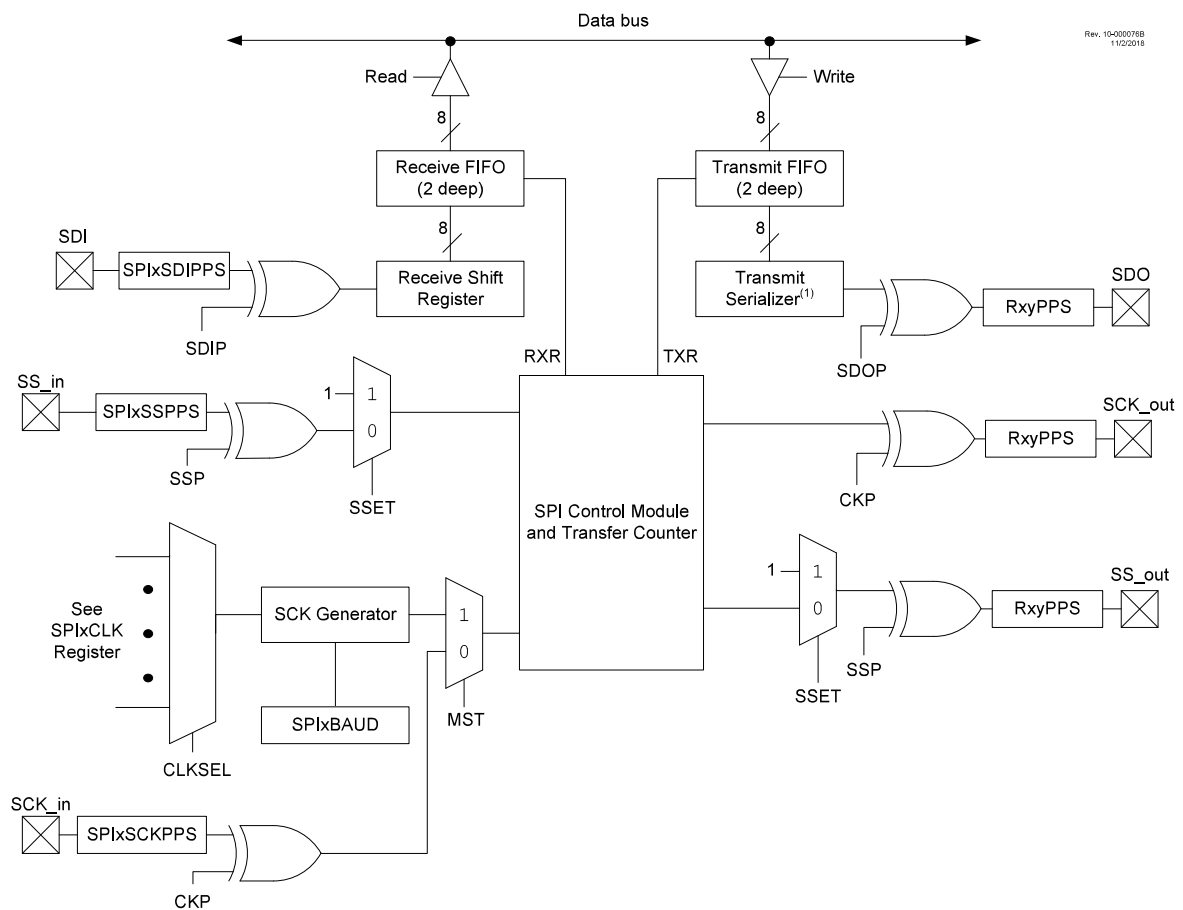 Data bus
Rev. 10-000076B
11/2/2018
Read
Write
8
8
Receive FIFO
(2 deep)
Transmit FIFO
(2 deep)
8
8
SDI
SPIxSDIPPS
Receive Shift
Register
Transmit
Serializer(1)
SDO
RxyPPS
SDIP
SDOP
RXR
TXR
SS_in
SPIxSSPPS
1
1
0
SSP
SSET
SCK_out
RxyPPS
CKP
SPI Control Module
and Transfer Counter
See
SPIxCLK
Register
SCK Generator
1
0
SPIxBAUD
MST
CLKSEL
1
1
0
SS_out
RxyPPS
SSP
SSET
SCK_in
SPIxSCKPPS
CKP